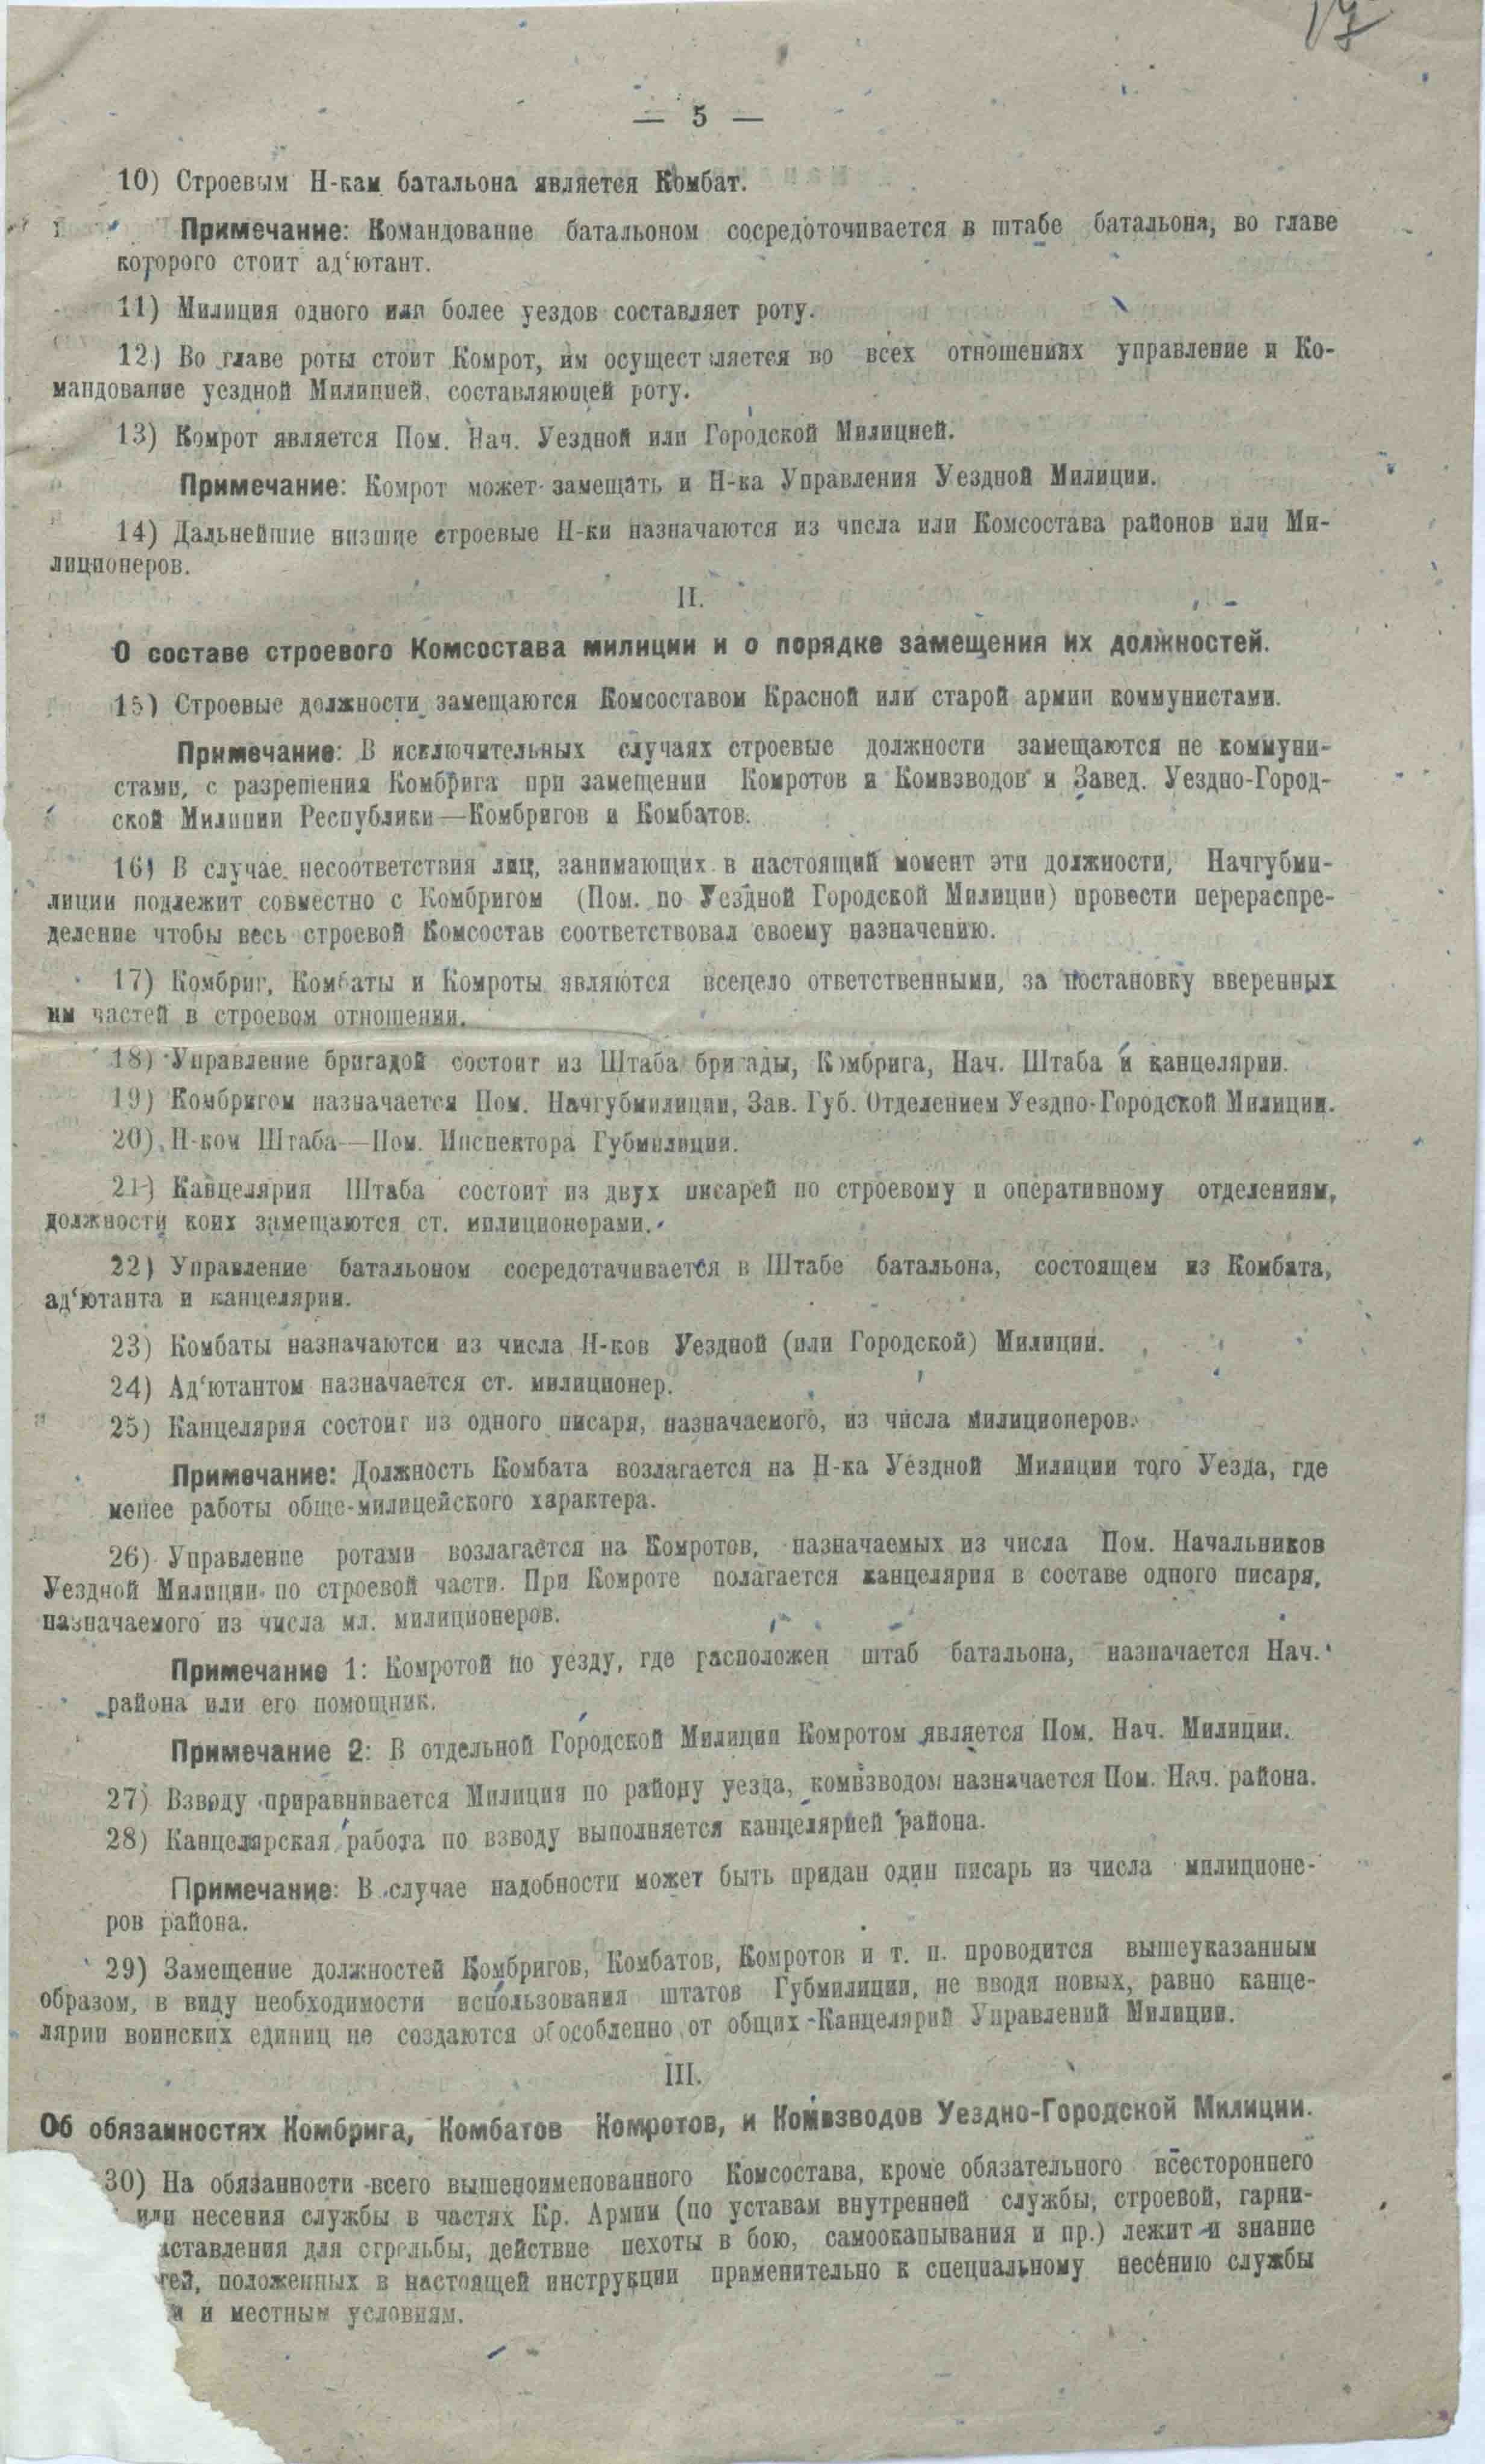 17
— 5 —
10) Строевым Н-кам батальона является Комбат.
Примечание: Командование батальоном сосредоточивается в штабе батальона, во главе
которого стоит ад‘ютант.
11) Милиция одного или более уездов составляет роту.
12) Во главе роты стоит Комрот, им осуществляется во всех отношениях управление и Ко-
мандование уездной Милицией, составляющей роту.
13) Комрот является Пом. Нач. Уездной или Городской Милицией.
Примечание: Комрот может замещать и Н-ка Управления Уездной Милиции.
14) Дальнейшие низшие строевые Н-ки назначаются из числа или Комсостава районов или Ми-
лиционеров.
II.
О составе строевого Комсостава милиции и о порядке замещения их должностей.
15) Строевые должности замещаются Комсоставом Красной или старой армии коммунистами.
Примечание: В исключительных случаях строевые должности замещаются не коммуни-
стами, с разрешения Комбрига при замещении Комротов и Комвзводов и Завед. Уездно-Город-
ской Милиции Республики—Комбригов и Комбатов.
16) В случае несоответствия лиц, занимающих в настоящий момент эти должности, Начгубми-
лиции подлежит совместно с Комбригом (Пом. по Уездной Городской Милиции) провести перераспре-
деление чтобы весь строевой Комсостав соответствовал своему назначению.
17) Комбриг, Комбаты и Комроты являются всецело ответственными, за постановку вверенных
им частей в строевом отношении.
18) Управление бригадой состоит из Штаба бригады, Комбрига, Нач. Штаба и канцелярии.
19) Комбригом назначается Пом. Начгубмилиции, Зав. Губ. Отделением Уездно-Городской Милиции.
20) Н-ком Штаба—Пом. Инспектора Губмилиции.
21) Канцелярия Штаба состоит из двух писарей по строевому и оперативному отделениям,
должности коих замещаются ст. милиционерами.
22) Управление батальоном сосредотачивается в Штабе батальона, состоящем из Комбата,
ад‘ютанта и канцелярии.
23) Комбаты назначаются из числа Н-ков Уездной (или Городской) Милиции.
24) Ад‘ютантом назначается ст. милиционер.
25) Канцелярия состоит из одного писаря, назначаемого, из числа милиционеров.
Примечание: Должность Комбата возлагается на Н-ка Уездной Милиции того Уезда, где
менее работы обще-милицейского характера.
26) Управление ротами возлагается на Комротов, назначаемых из числа Пом. Начальников
Уездной Милиции по строевой части. При Комроте полагается канцелярия в составе одного писаря,
назначаемого из числа мл. милиционеров.
Примечание 1: Комротой по уезду, где расположен штаб батальона, назначается Нач.
района или его помощник.
Примечание 2: В отдельной Городской Милиции Комротом является Пом. Нач. Милиции.
27) Взводу приравнивается Милиция по району уезда, комвзводом назначается Пом. Нач. района.
28) Канцелярская работа по взводу выполняется канцелярией района.
Примечание: В случае надобности может быть придан один писарь из числа милиционе-
ров района.
29) Замещение должностей Комбригов, Комбатов, Комротов и т. п. проводится вышеуказанным
образом, в виду необходимости использования штатов Губмилиции, не вводя новых, равно канце-
лярии воинских единиц не создаются обособленно от общих Канцелярий Управлений Милиции.
III.
Об обязанностях Комбрига, Комбатов Комротов, и Комвзводов Уездно-Городской Милиции.
30) На обязанности всего вышепоименованного Комсостава, кроме обязательного всестороннего
или несения службы в частях Кр. Армии (по уставам внутренней службы, строевой, гарни-
ставления для стрельбы, действие пехоты в бою, самоокапывания и пр.) лежит и знание
тей, положенных в настоящей инструкции применительно к специальному несению службы
и и местным условиям.